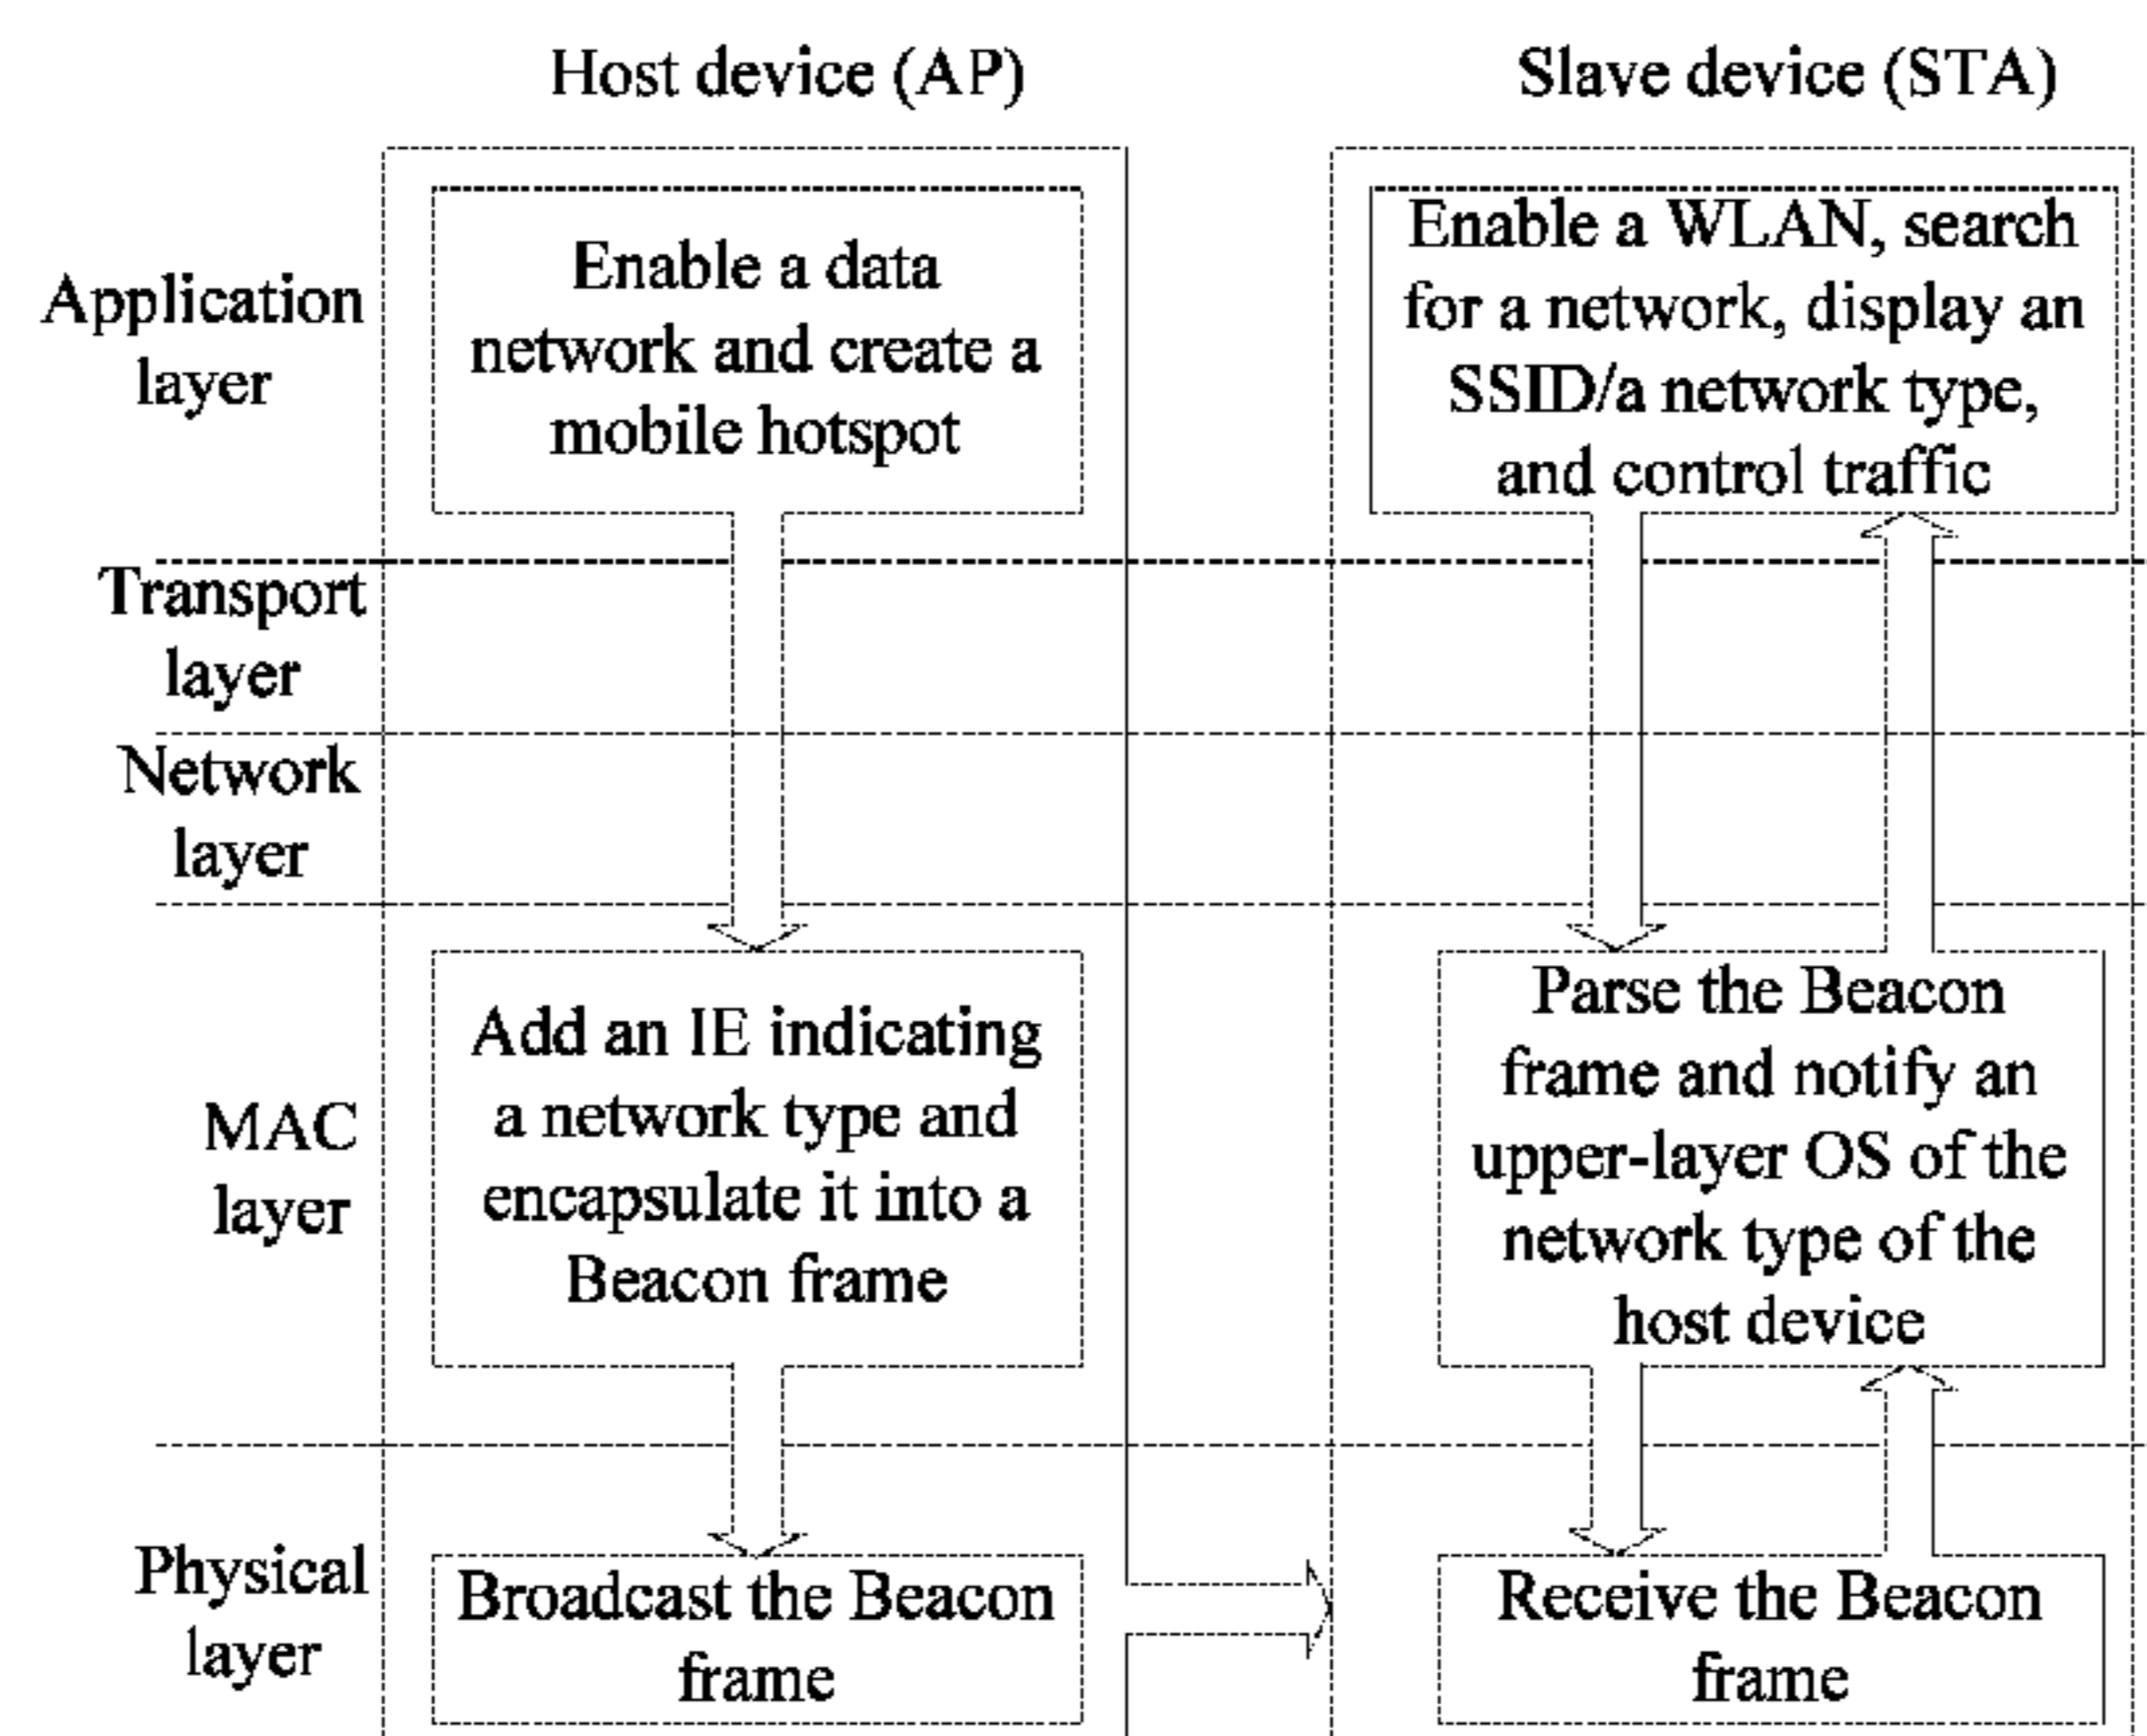 Host device (AP)
Slave device (STA)
Application
layer
Enable a data
network and create a
mobile hotspot
Enable a WLAN, search
for a network, display an
SSID/a network type,
and control traffic
Transport
layer
Network
layer
MAC
layer
Add an IE indicating
a network type and
encapsulate it into a
Beacon frame
Parse the Beacon
frame and notify an
upper-layer OS of the
network type of the
host device
Physical
layer
Broadcast the Beacon
frame
Receive the Beacon
frame